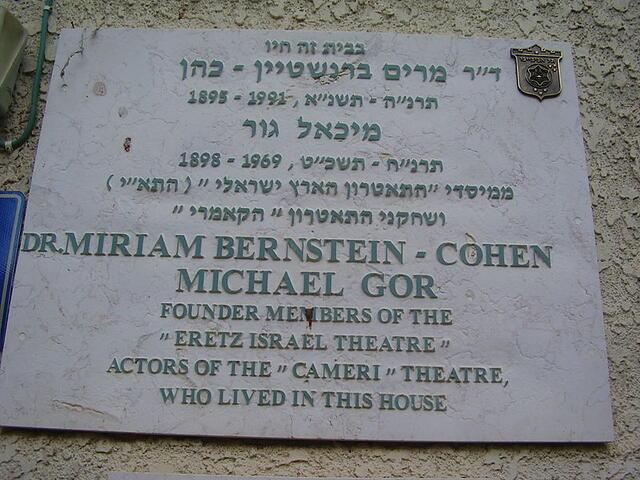 בבית זה חיו
ד"ר מרים ברנשטיין - כהן
תרנ"ה - תשנ"א , 1991 - 1895
מיכאל גור
תרנ"ח - תשכ"ט , 1969 - 1898
ממיסדי "התאטרון הארץ ישראלי" ( התא"י )
ושחקני התאטרון "הקאמרי"
DR.MIRIAM BERNSTEIN - COHEN
MICHAEL GOR
FOUNDER MEMBERS OF THE
"ERETZ ISRAEL THEATRE"
ACTORS OF THE "CAMERI" THEATRE,
WHO LIVED IN THIS HOUSE